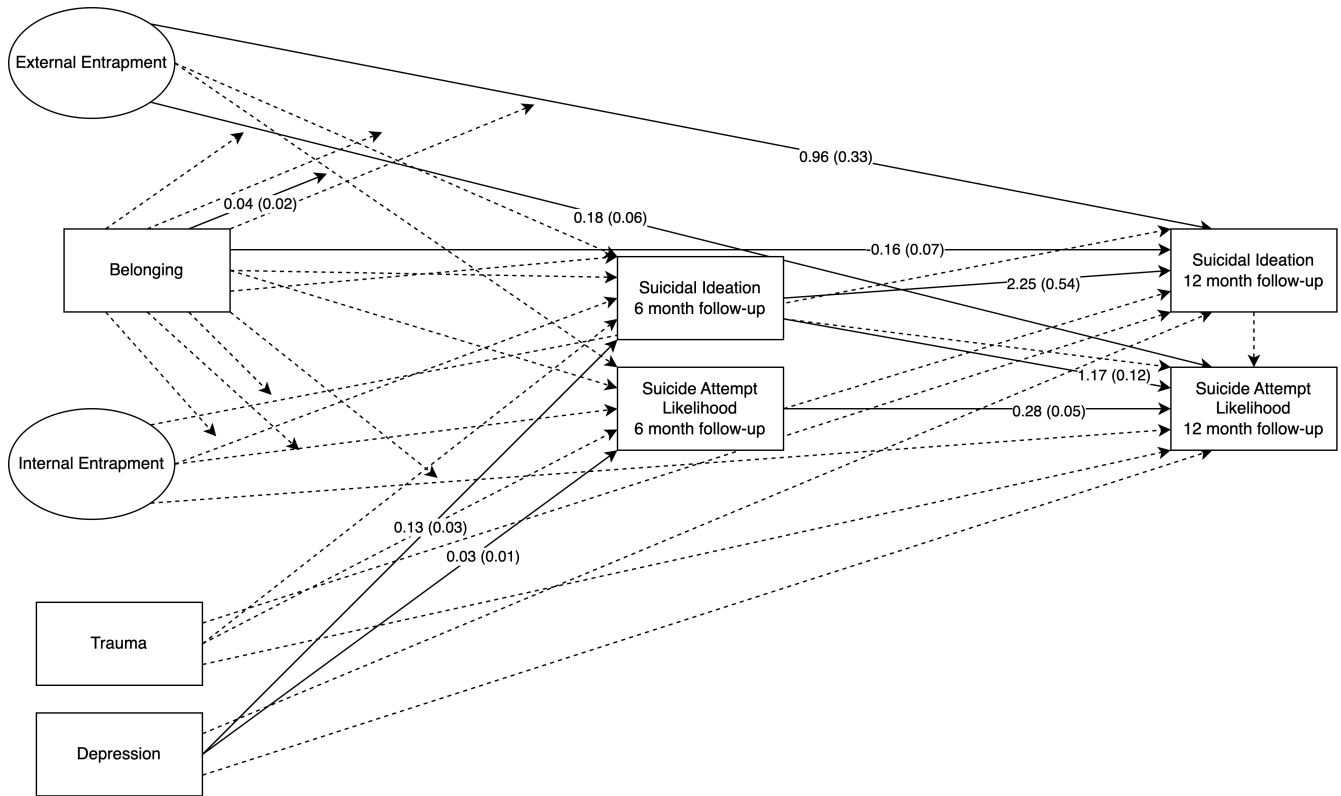 External Entrapment
0.96 (0.33)
0.04 (0.02)
0.18 (0.06)
Belonging
-0.16 (0.07)
Suicidal Ideation
12 month follow-up
2.25 (0.54)
Suicidal Ideation
6 month follow-up
1.17 (0.12)
Suicide Attempt
Likelihood
6 month follow-up
0.28 (0.05)
Suicide Attempt
Likelihood
12 month follow-up
Internal Entrapment
0.13 (0.03)
0.03 (0.01)
Trauma
Depression